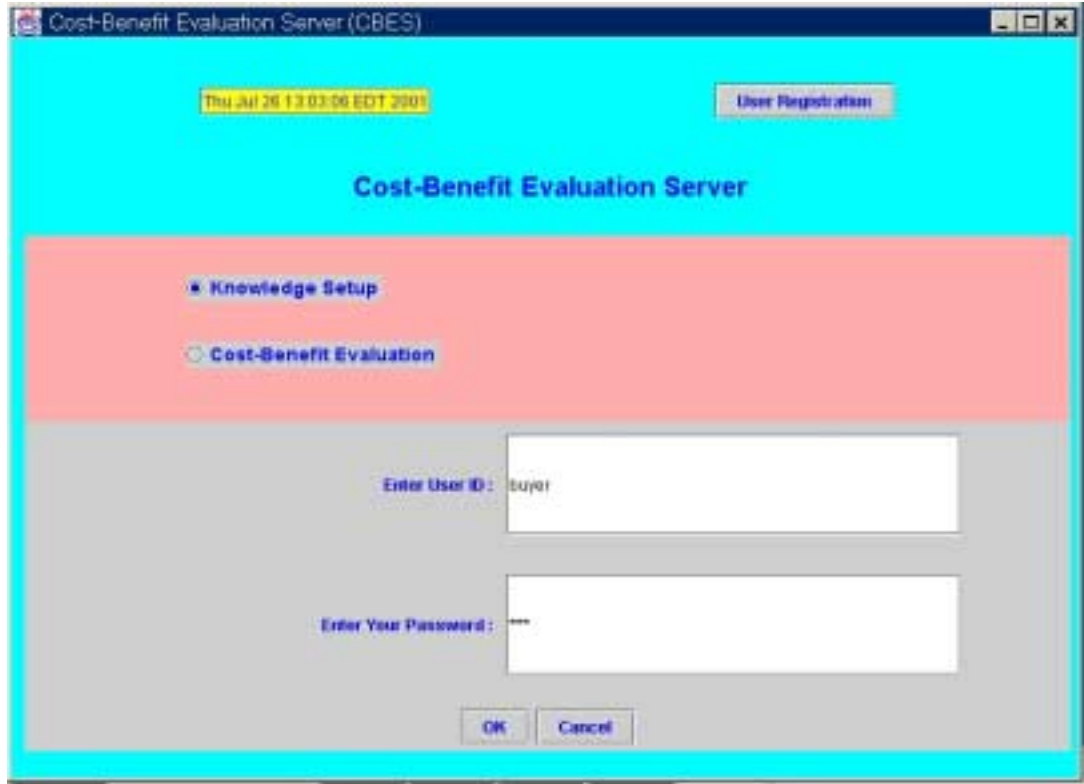 Cost-Benefit Evaluation Server (CBES)
Thu Jul 26 13:03:06 EDT 2001
User Registration
Cost-Benefit Evaluation Server
Knowledge Setup
Cost-Benefit Evaluation
Enter User ID : buyer
Enter Your Password : ***
OK Cancel